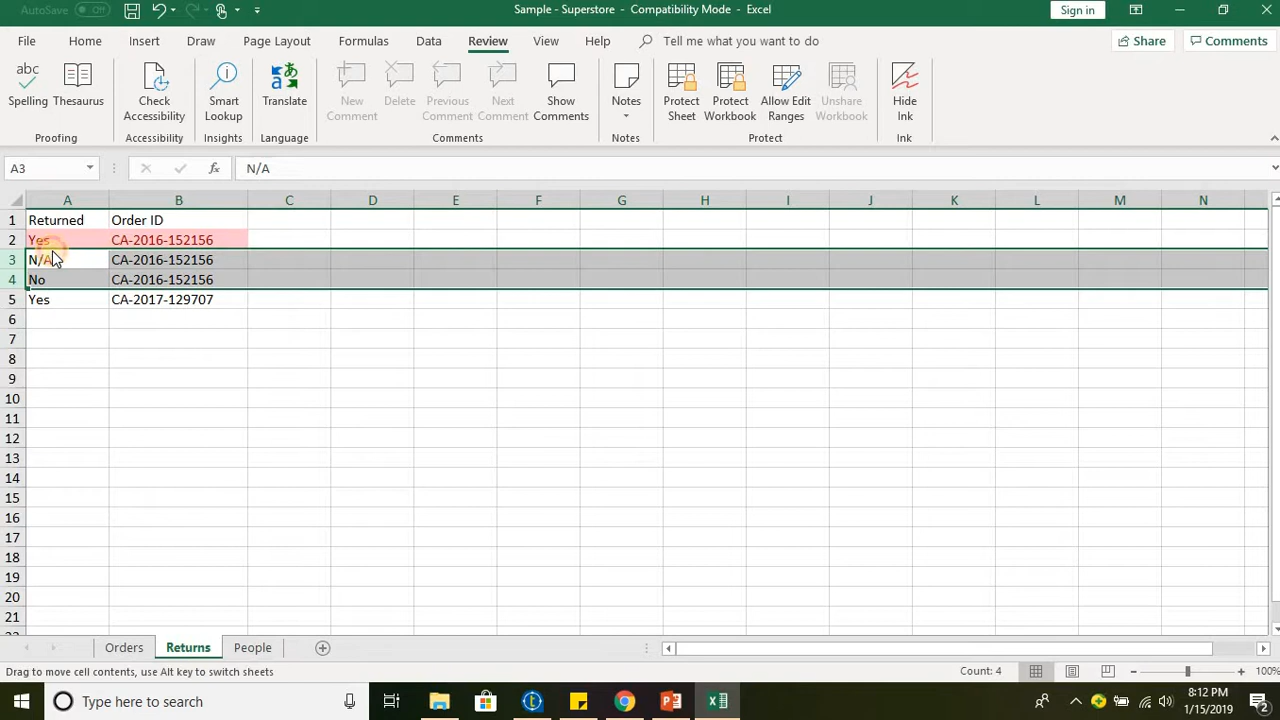 AutoSave Off Sample - Superstore - Compatibility Mode - Excel Sign in
File Home Insert Draw Page Layout Formulas Data Review View Help Tell me what you want to do Share Comments
abc
Spelling Thesaurus Check Accessibility Smart Lookup Translate New Comment Delete Previous Comment Next Comment Show Comments Notes Protect Sheet Protect Workbook Allow Edit Ranges Unshare Workbook Hide Ink
Proofing Accessibility Insights Language Comments Notes Protect Ink
A3 fx N/A
A B C D E F G H I J K L M N
1 Returned Order ID
2 Yes CA-2016-152156
3 N/A CA-2016-152156
4 No CA-2016-152156
5 Yes CA-2017-129707
6
7
8
9
10
11
12
13
14
15
16
17
18
19
20
21
Orders Returns People
Drag to move cell contents, use Alt key to switch sheets Count: 4 100%
Type here to search 8:12 PM
1/15/2019